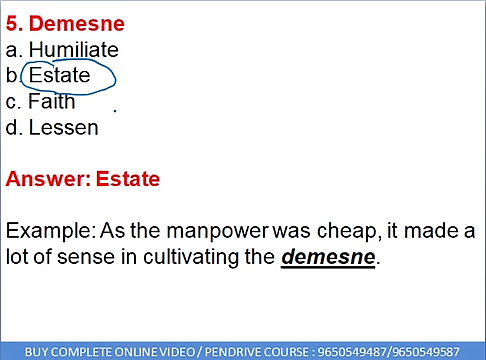 5. Demesne
a. Humiliate
b. Estate
c. Faith
d. Lessen
Answer: Estate
Example: As the manpower was cheap, it made a
lot of sense in cultivating the demesne.
BUY COMPLETE ONLINE VIDEO / PENDRIVE COURSE : 9650549487/9650549587